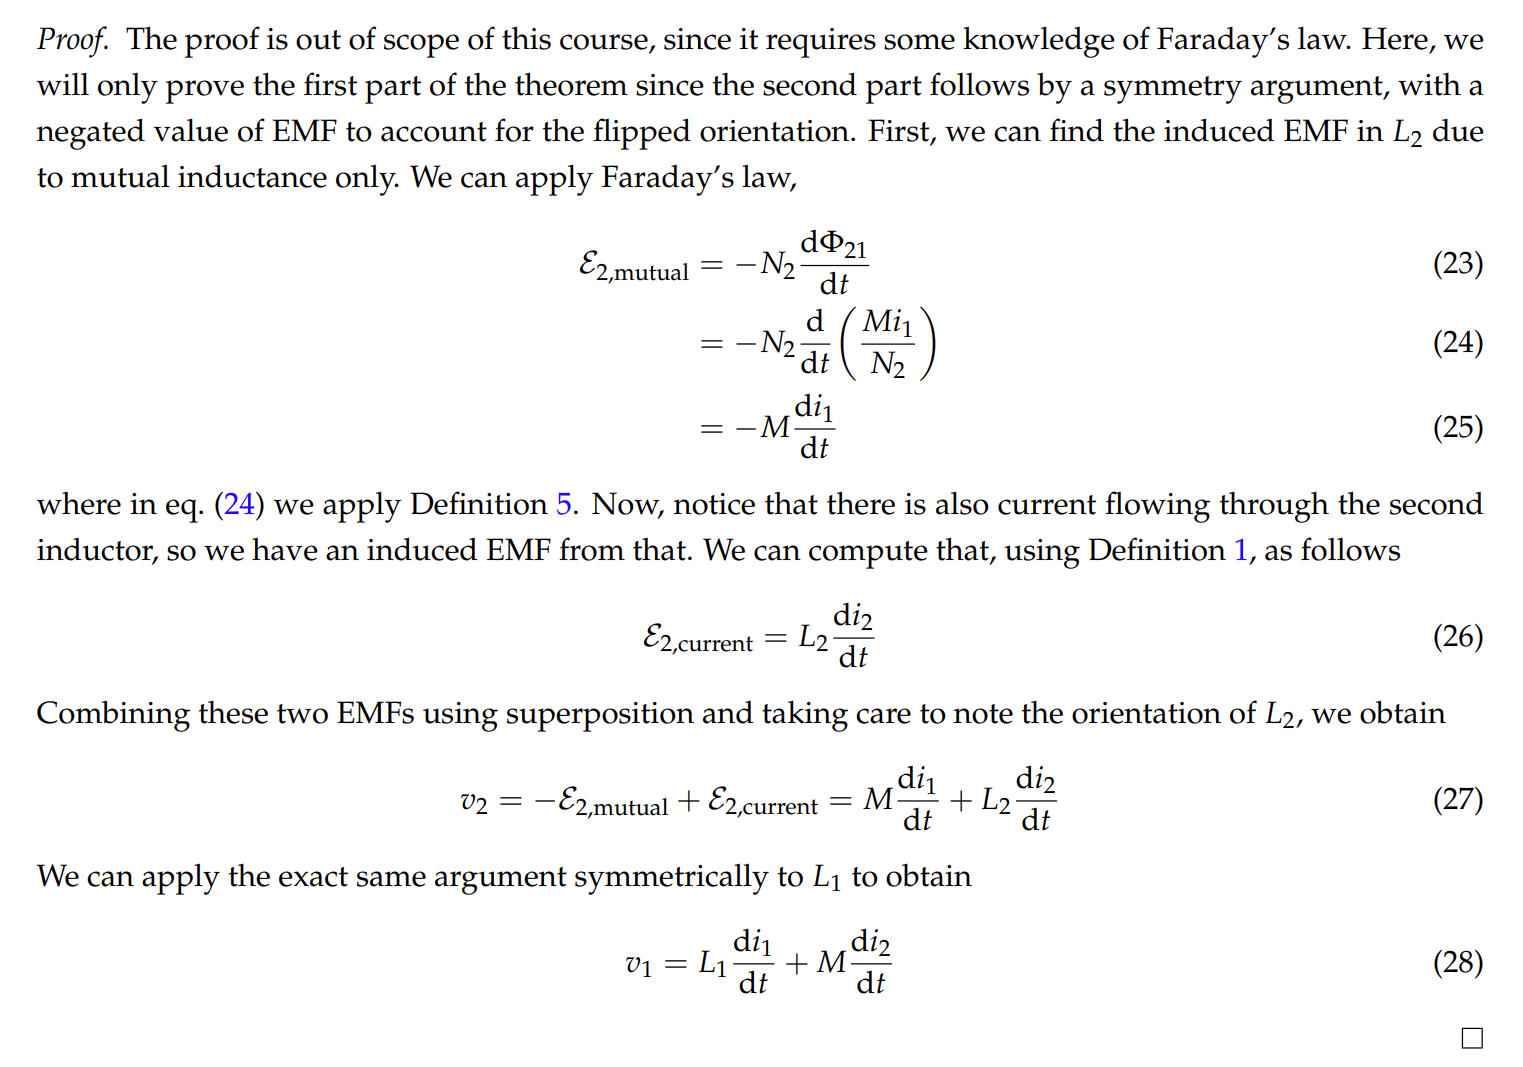 Proof. The proof is out of scope of this course, since it requires some knowledge of Faraday's law. Here, we
will only prove the first part of the theorem since the second part follows by a symmetry argument, with a
negated value of EMF to account for the flipped orientation. First, we can find the induced EMF in $L_2$ due
to mutual inductance only. We can apply Faraday's law,
$\mathcal{E}_{2,\text{mutual}} = -N_2 \frac{\mathrm{d}\Phi_{21}}{\mathrm{d}t}$ (23)
$= -N_2 \frac{\mathrm{d}}{\mathrm{d}t}\left(\frac{Mi_1}{N_2}\right)$ (24)
$= -M \frac{\mathrm{d}i_1}{\mathrm{d}t}$ (25)
where in eq. (24) we apply Definition 5. Now, notice that there is also current flowing through the second
inductor, so we have an induced EMF from that. We can compute that, using Definition 1, as follows
$\mathcal{E}_{2,\text{current}} = L_2 \frac{\mathrm{d}i_2}{\mathrm{d}t}$ (26)
Combining these two EMFs using superposition and taking care to note the orientation of $L_2$, we obtain
$v_2 = -\mathcal{E}_{2,\text{mutual}} + \mathcal{E}_{2,\text{current}} = M \frac{\mathrm{d}i_1}{\mathrm{d}t} + L_2 \frac{\mathrm{d}i_2}{\mathrm{d}t}$ (27)
We can apply the exact same argument symmetrically to $L_1$ to obtain
$v_1 = L_1 \frac{\mathrm{d}i_1}{\mathrm{d}t} + M \frac{\mathrm{d}i_2}{\mathrm{d}t}$ (28)
□